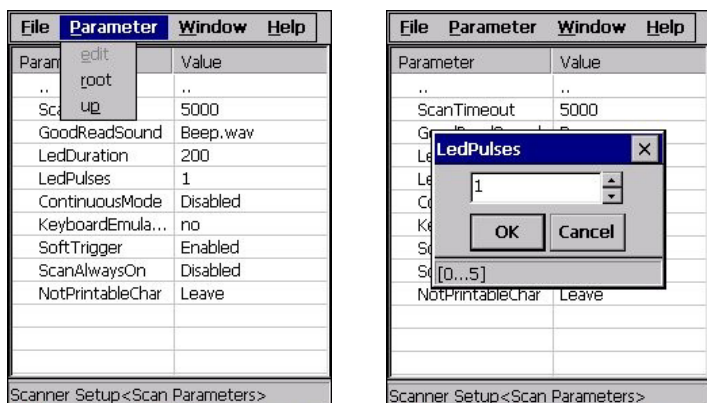 File Parameter Window Help
edit
root
up
Param Value
.. ..
Sca 5000
GoodReadSound Beep.wav
LedDuration 200
LedPulses 1
ContinuousMode Disabled
KeyboardEmula... no
SoftTrigger Enabled
ScanAlwaysOn Disabled
NotPrintableChar Leave
Scanner Setup<Scan Parameters>
File Parameter Window Help
Parameter Value
.. ..
ScanTimeout 5000
LedPulses
1
OK Cancel
[0...5]
NotPrintableChar Leave
Scanner Setup<Scan Parameters>